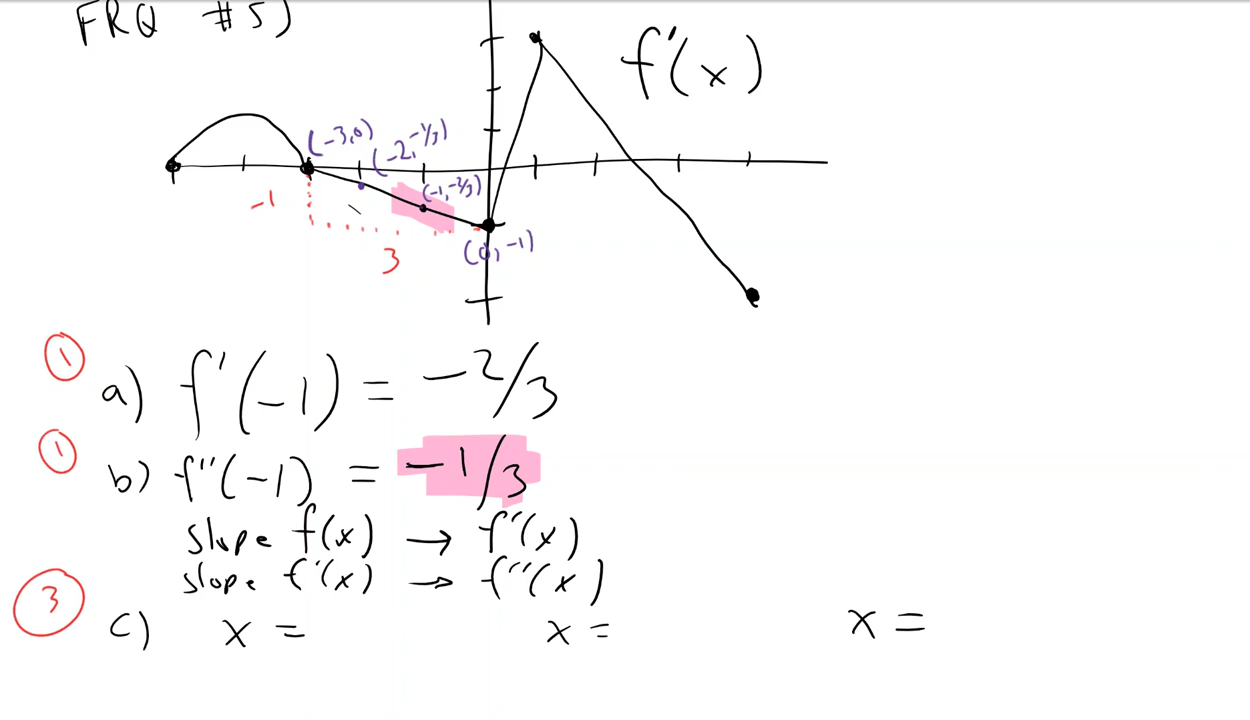 FRQ #5)
f'(x)
(-3,0)
(-2,-1/3)
(-1,-2/3)
-1
(0,-1)
3
① a) f'(-1) = -2/3
① b) f''(-1) = -1/3
slope f(x) → f'(x)
slope f'(x) → f''(x)
③ c) x = x = x =